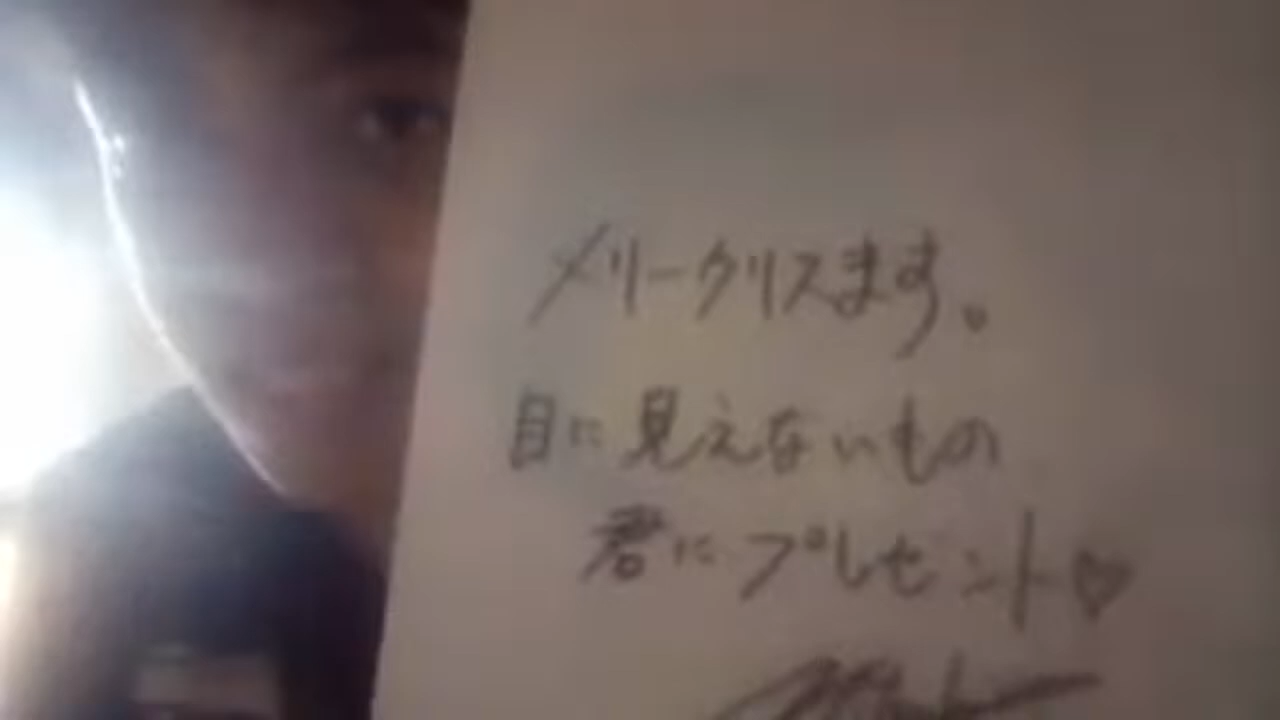 メリークリスます。
目に見えないもの
君にプレゼント♡